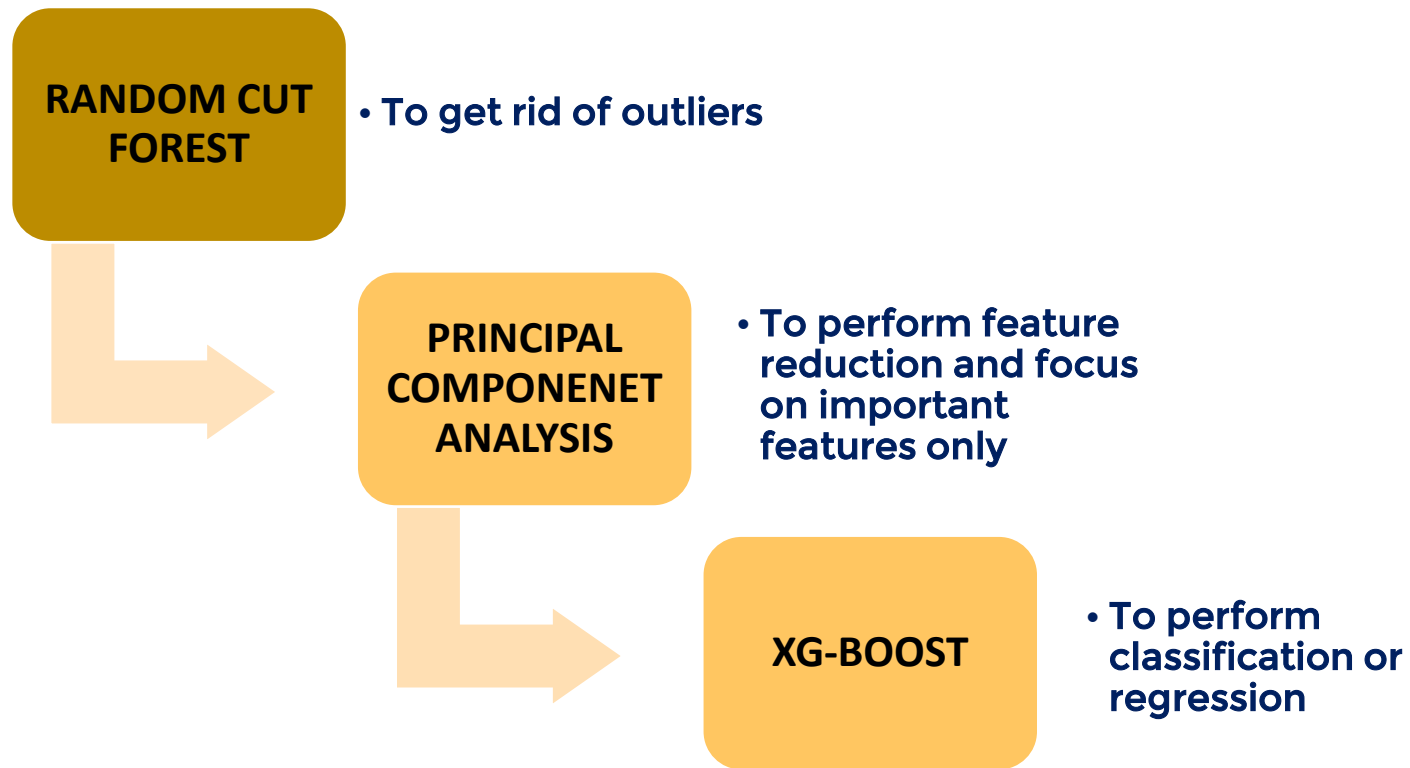 RANDOM CUT
FOREST
• To get rid of outliers
PRINCIPAL
COMPONENET
ANALYSIS
• To perform feature
reduction and focus
on important
features only
XG-BOOST
• To perform
classification or
regression